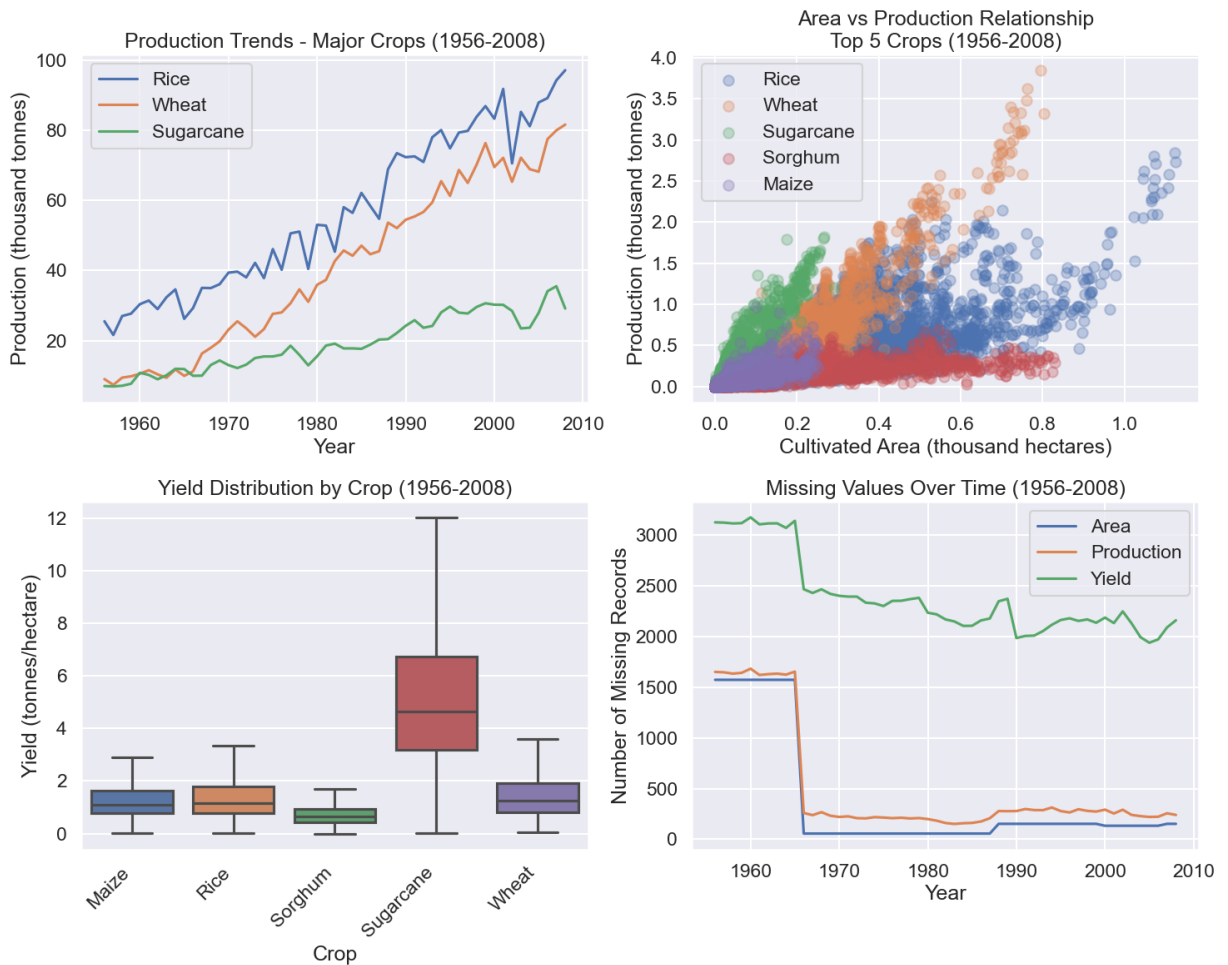 Production Trends - Major Crops (1956-2008)
Production (thousand tonnes)
100
80
60
40
20
Rice
Wheat
Sugarcane
1960
1970
1980
1990
2000
2010
Year
Area vs Production Relationship
Top 5 Crops (1956-2008)
Production (thousand tonnes)
4.0
3.5
3.0
2.5
2.0
1.5
1.0
0.5
0.0
Rice
Wheat
Sugarcane
Sorghum
Maize
0.0
0.2
0.4
0.6
0.8
1.0
Cultivated Area (thousand hectares)
Yield Distribution by Crop (1956-2008)
Yield (tonnes/hectare)
12
10
8
6
4
2
0
Maize
Rice
Sorghum
Sugarcane
Wheat
Crop
Missing Values Over Time (1956-2008)
Number of Missing Records
3000
2500
2000
1500
1000
500
0
Area
Production
Yield
1960
1970
1980
1990
2000
2010
Year